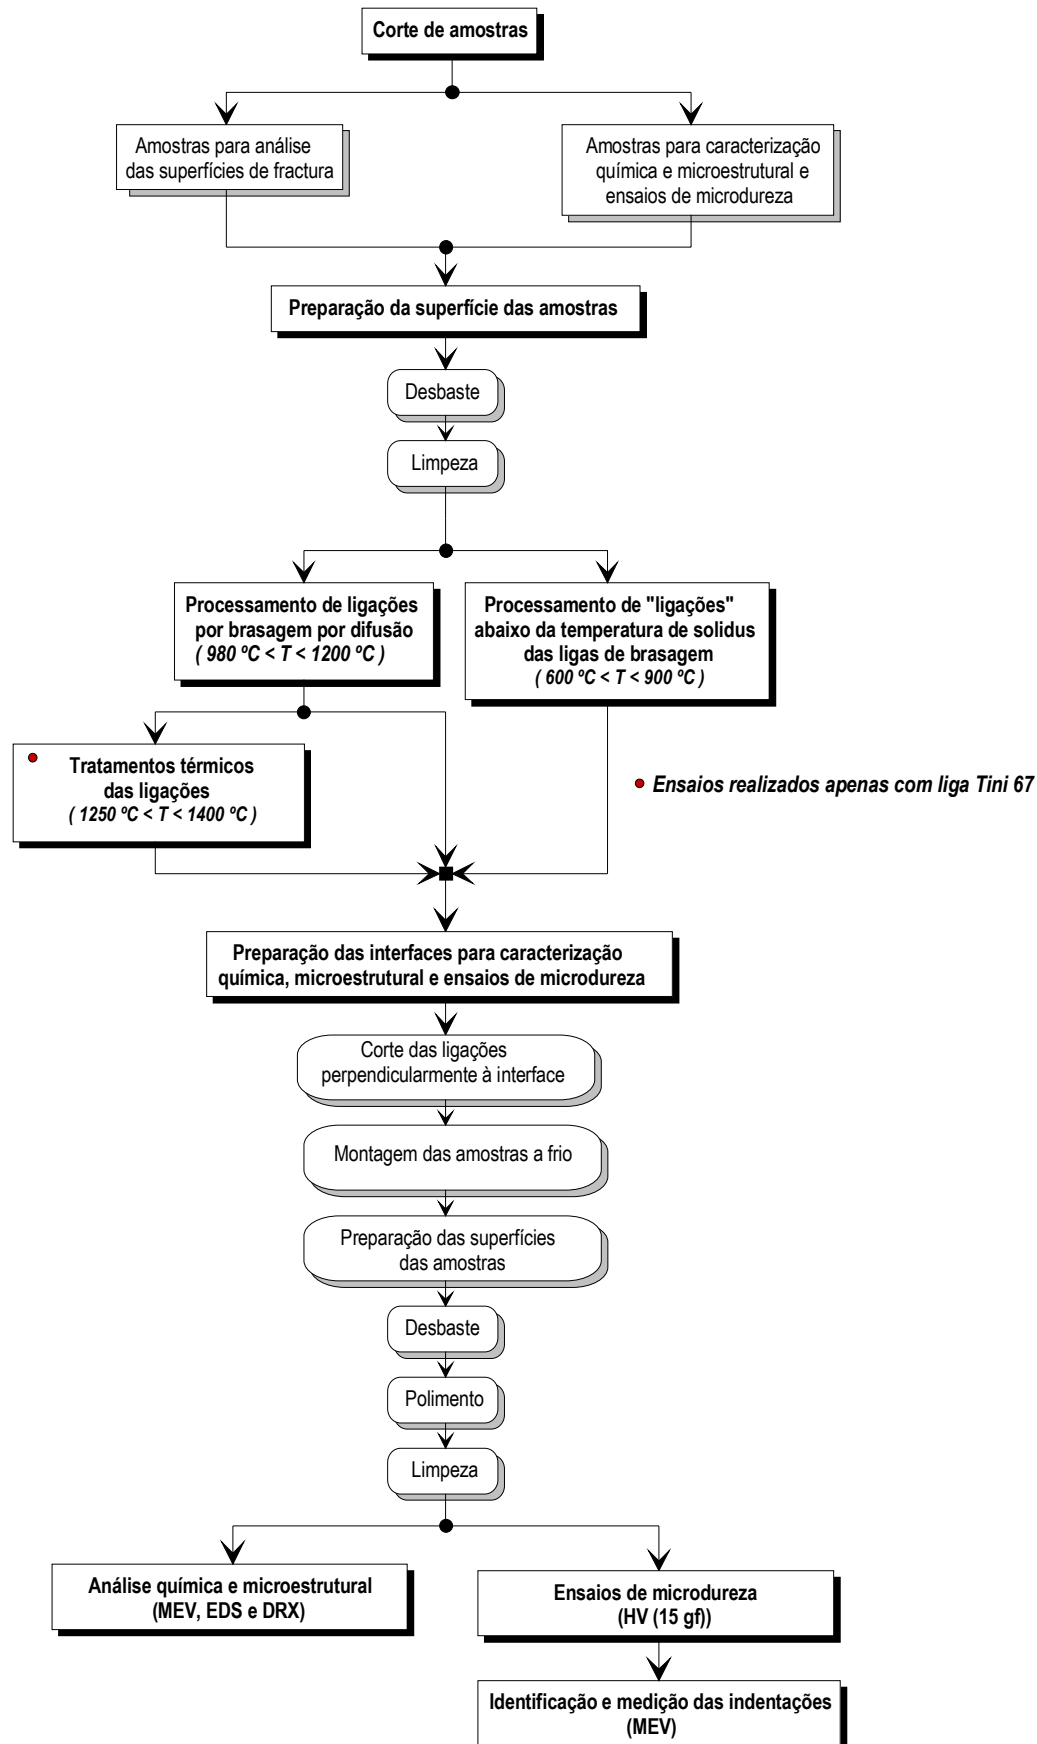 Corte de amostras
Amostras para análise
das superfícies de fractura
Amostras para caracterização
química e microestrutural e
ensaios de microdureza
Preparação da superfície das amostras
Desbaste
Limpeza
Processamento de ligações
por brasagem por difusão
( 980 ºC < T < 1200 ºC )
Processamento de "ligações"
abaixo da temperatura de solidus
das ligas de brasagem
( 600 ºC < T < 900 ºC )
Tratamentos térmicos
das ligações
( 1250 ºC < T < 1400 ºC )
Ensaios realizados apenas com liga Tini 67
Preparação das interfaces para caracterização
química, microestrutural e ensaios de microdureza
Corte das ligações
perpendicularmente à interface
Montagem das amostras a frio
Preparação das superfícies
das amostras
Desbaste
Polimento
Limpeza
Análise química e microestrutural
(MEV, EDS e DRX)
Ensaios de microdureza
(HV (15 gf))
Identificação e medição das indentações
(MEV)